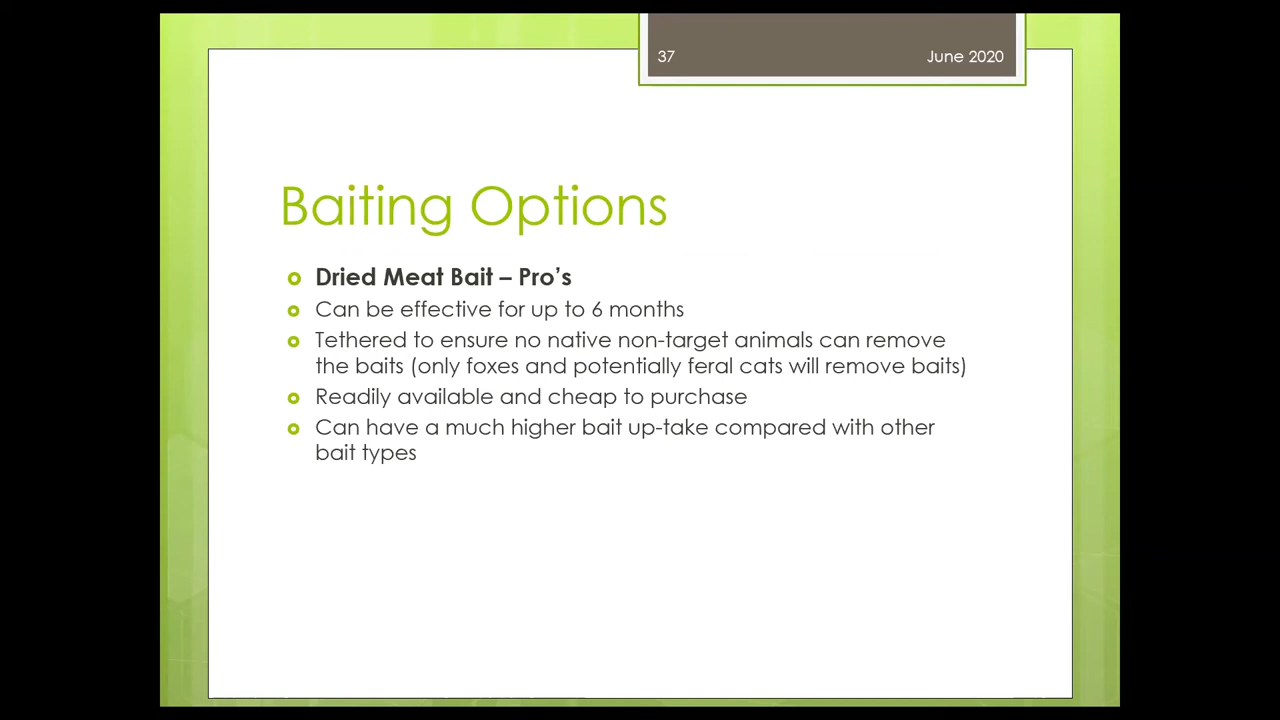 37 June 2020
Baiting Options
Dried Meat Bait – Pro’s
Can be effective for up to 6 months
Tethered to ensure no native non-target animals can remove
the baits (only foxes and potentially feral cats will remove baits)
Readily available and cheap to purchase
Can have a much higher bait up-take compared with other
bait types